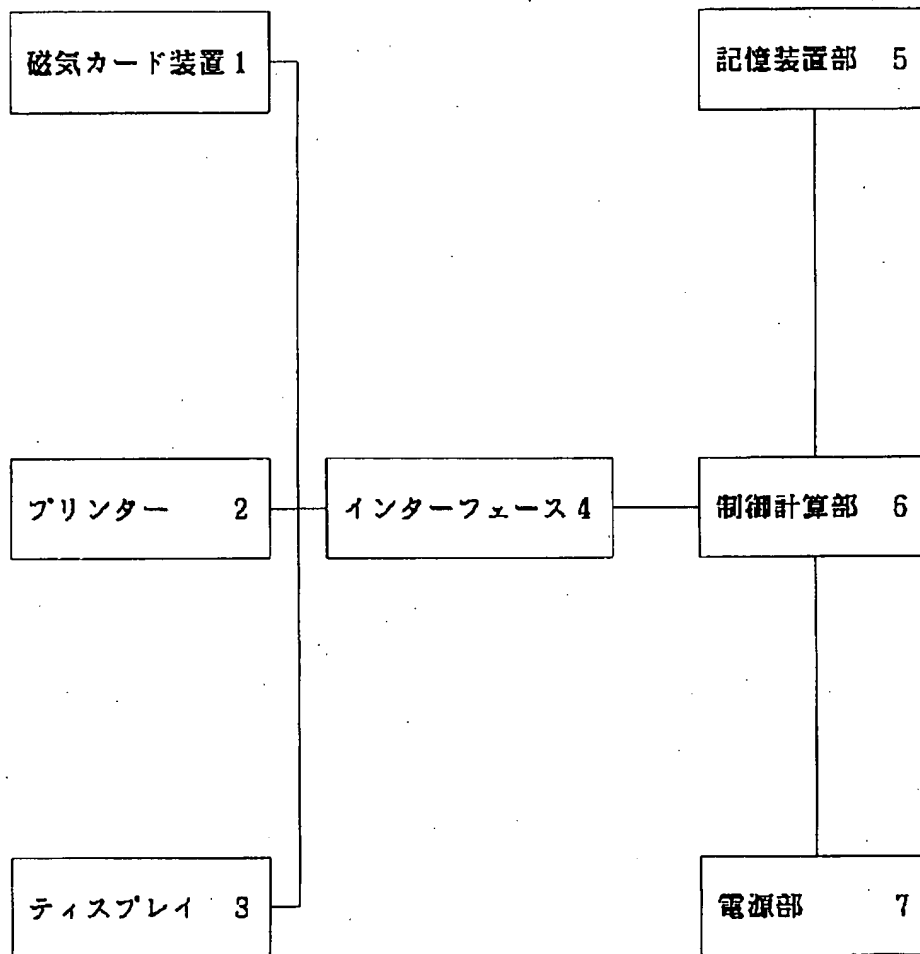 磁気カード装置1
記憶装置部 5
プリンター 2
インターフェース4
制御計算部 6
ティスプレイ 3
電源部 7